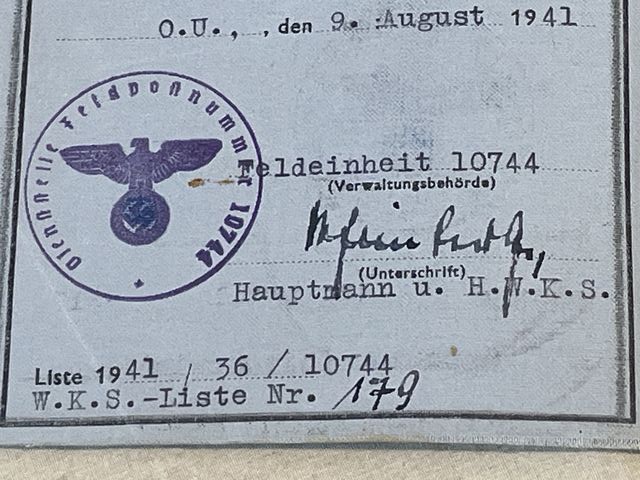 O.U., , den 9. August 1941
Dienststelle Feldpostnummer 10744
Feldeinheit 10744
(Verwaltungsbehörde)
(Unterschrift)
Hauptmann u. H.W.K.S.
Liste 1941 / 36 / 10744
W.K.S.-Liste Nr. 179